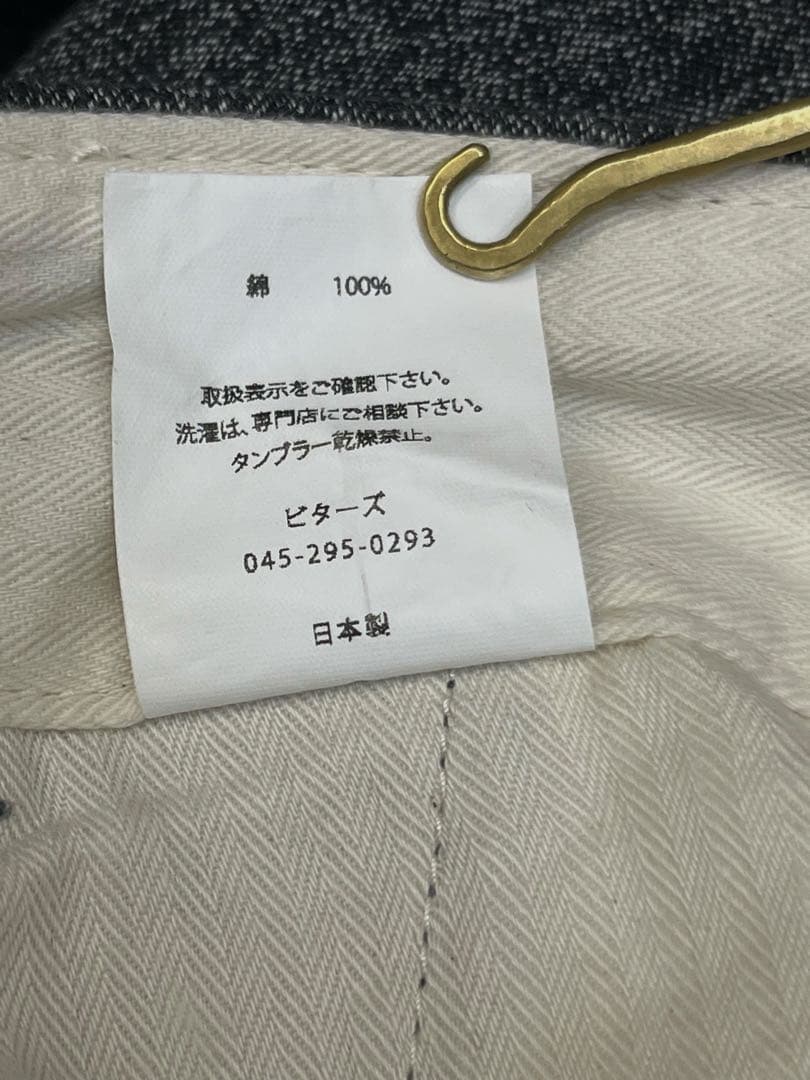 綿 100%
取扱表示をご確認下さい。
洗濯は、専門店にご相談下さい。
タンブラー乾燥禁止。
ビターズ
045-295-0293
日本製